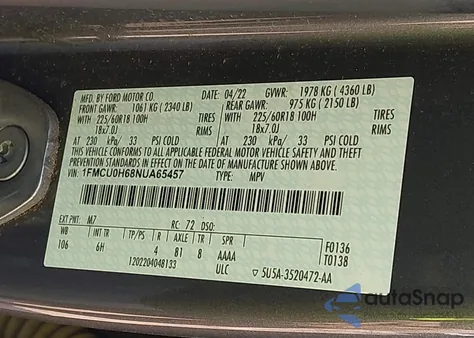 MFD. BY FORD MOTOR CO. 04/22 GVWR: 1978 KG ( 4360 LB)
FRONT GAWR: 1061 KG ( 2340 LB) REAR GAWR: 975 KG ( 2150 LB)
WITH 225/60R18 100H TIRES WITH 225/60R18 100H TIRES
18x7.0J RIMS 18x7.0J RIMS
AT 230 kPa/ 33 PSI COLD AT 230 kPa/ 33 PSI COLD
THIS VEHICLE CONFORMS TO ALL APPLICABLE FEDERAL MOTOR VEHICLE SAFETY AND THEFT PREVENTION STANDARDS IN EFFECT ON THE DATE OF MANUFACTURE SHOWN ABOVE.
VIN: 1FMCU0H68NUA65457 TYPE: MPV
EXT PNT: M7 RC: 72 DSO:
WB TP/PS R AXLE TR SPR
106 6H 4 81 8 AAAA
ULC
F0136
T0138
1202204048133
5U5A-3520472-AA
autoSnap